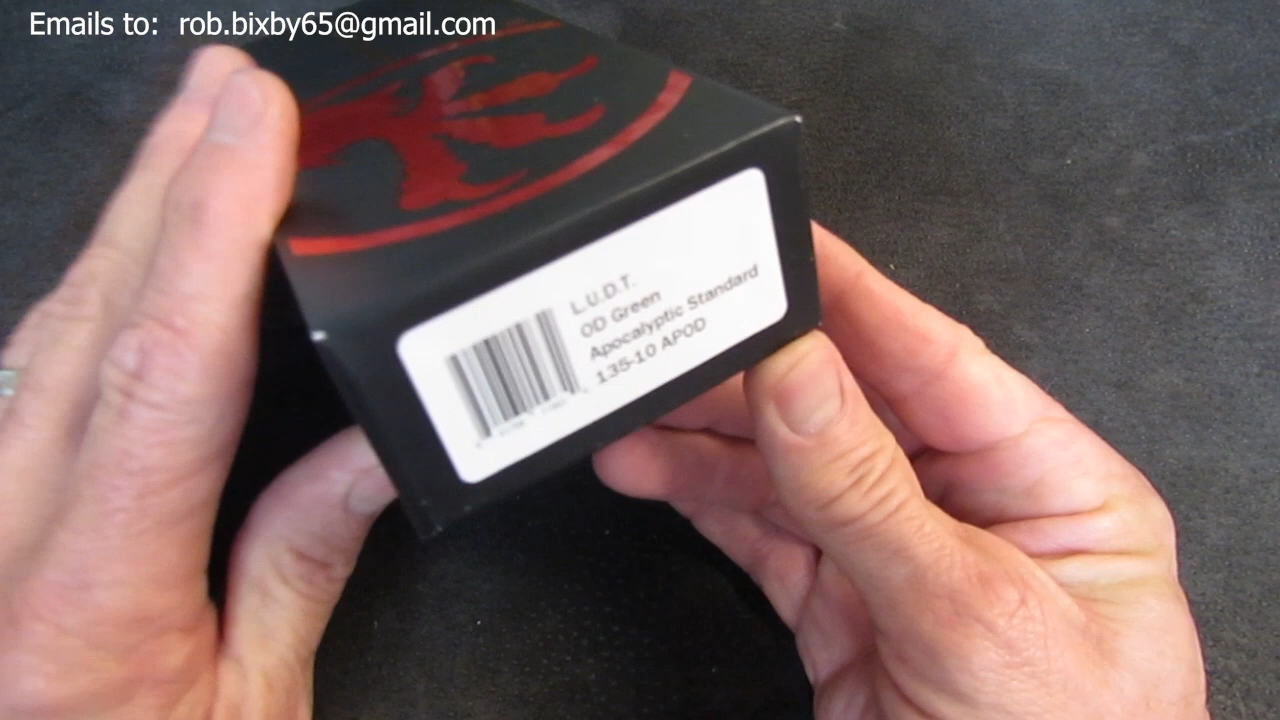 Emails to: rob.bixby65@gmail.com
L.U.D.T.
OD Green
Apocalyptic Standard
135-10 APOD